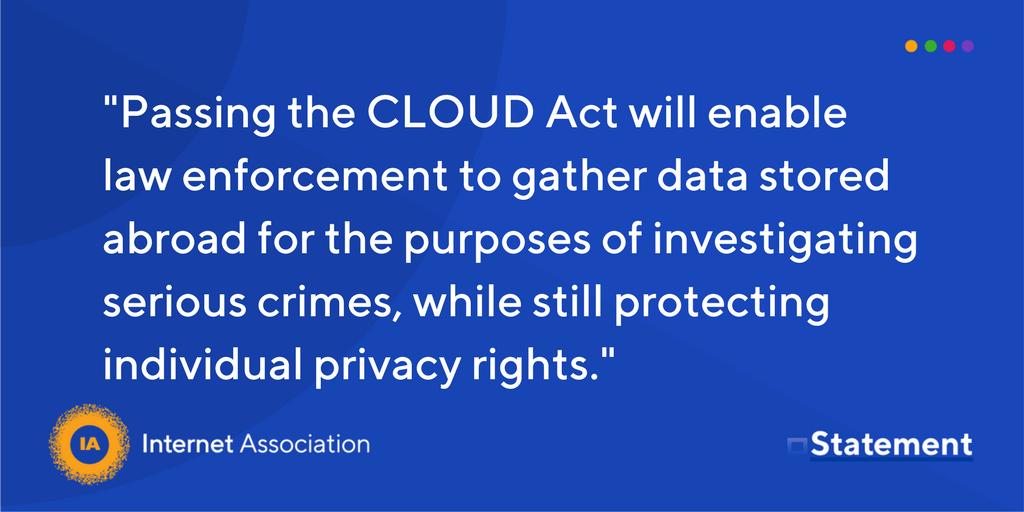 "Passing the CLOUD Act will enable
law enforcement to gather data stored
abroad for the purposes of investigating
serious crimes, while still protecting
individual privacy rights."
IA Internet Association
Statement